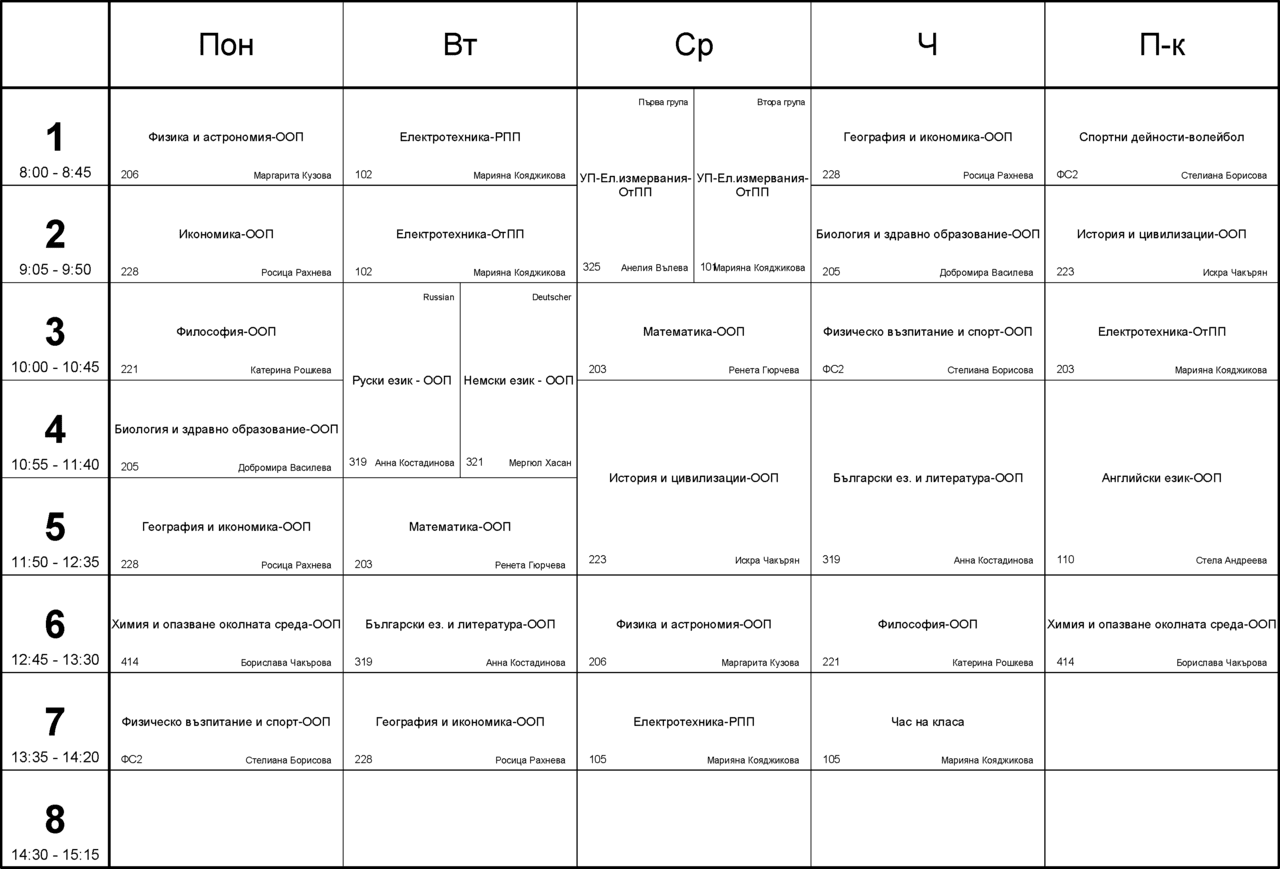 Пон Вт Ср Ч П-к
1
8:00 - 8:45
Физика и астрономия-ООП
206 Маргарита Кузова
Електротехника-РПП
102 Марияна Кояджикова
Първа група
УП-Ел.измервания-
ОтПП
325 Анелия Вълева
Втора група
УП-Ел.измервания-
ОтПП
101 Марияна Кояджикова
География и икономика-ООП
228 Росица Рахнева
Спортни дейности-волейбол
ФС2 Стелиана Борисова
2
9:05 - 9:50
Икономика-ООП
228 Росица Рахнева
Електротехника-ОтПП
102 Марияна Кояджикова
Биология и здравно образование-ООП
205 Добромира Василева
История и цивилизации-ООП
223 Искра Чакърян
3
10:00 - 10:45
Философия-ООП
221 Катерина Рошкева
Russian
Руски език - ООП
319 Анна Костадинова
Deutscher
Немски език - ООП
321 Мергюл Хасан
Математика-ООП
203 Ренета Гюрчева
Физическо възпитание и спорт-ООП
ФС2 Стелиана Борисова
Електротехника-ОтПП
203 Марияна Кояджикова
4
10:55 - 11:40
Биология и здравно образование-ООП
205 Добромира Василева
История и цивилизации-ООП
223 Искра Чакърян
Български ез. и литература-ООП
319 Анна Костадинова
Английски език-ООП
110 Стела Андреева
5
11:50 - 12:35
География и икономика-ООП
228 Росица Рахнева
Математика-ООП
203 Ренета Гюрчева
6
12:45 - 13:30
Химия и опазване околната среда-ООП
414 Борислава Чакърова
Български ез. и литература-ООП
319 Анна Костадинова
Физика и астрономия-ООП
206 Маргарита Кузова
Философия-ООП
221 Катерина Рошкева
Химия и опазване околната среда-ООП
414 Борислава Чакърова
7
13:35 - 14:20
Физическо възпитание и спорт-ООП
ФС2 Стелиана Борисова
География и икономика-ООП
228 Росица Рахнева
Електротехника-РПП
105 Марияна Кояджикова
Час на класа
105 Марияна Кояджикова
8
14:30 - 15:15